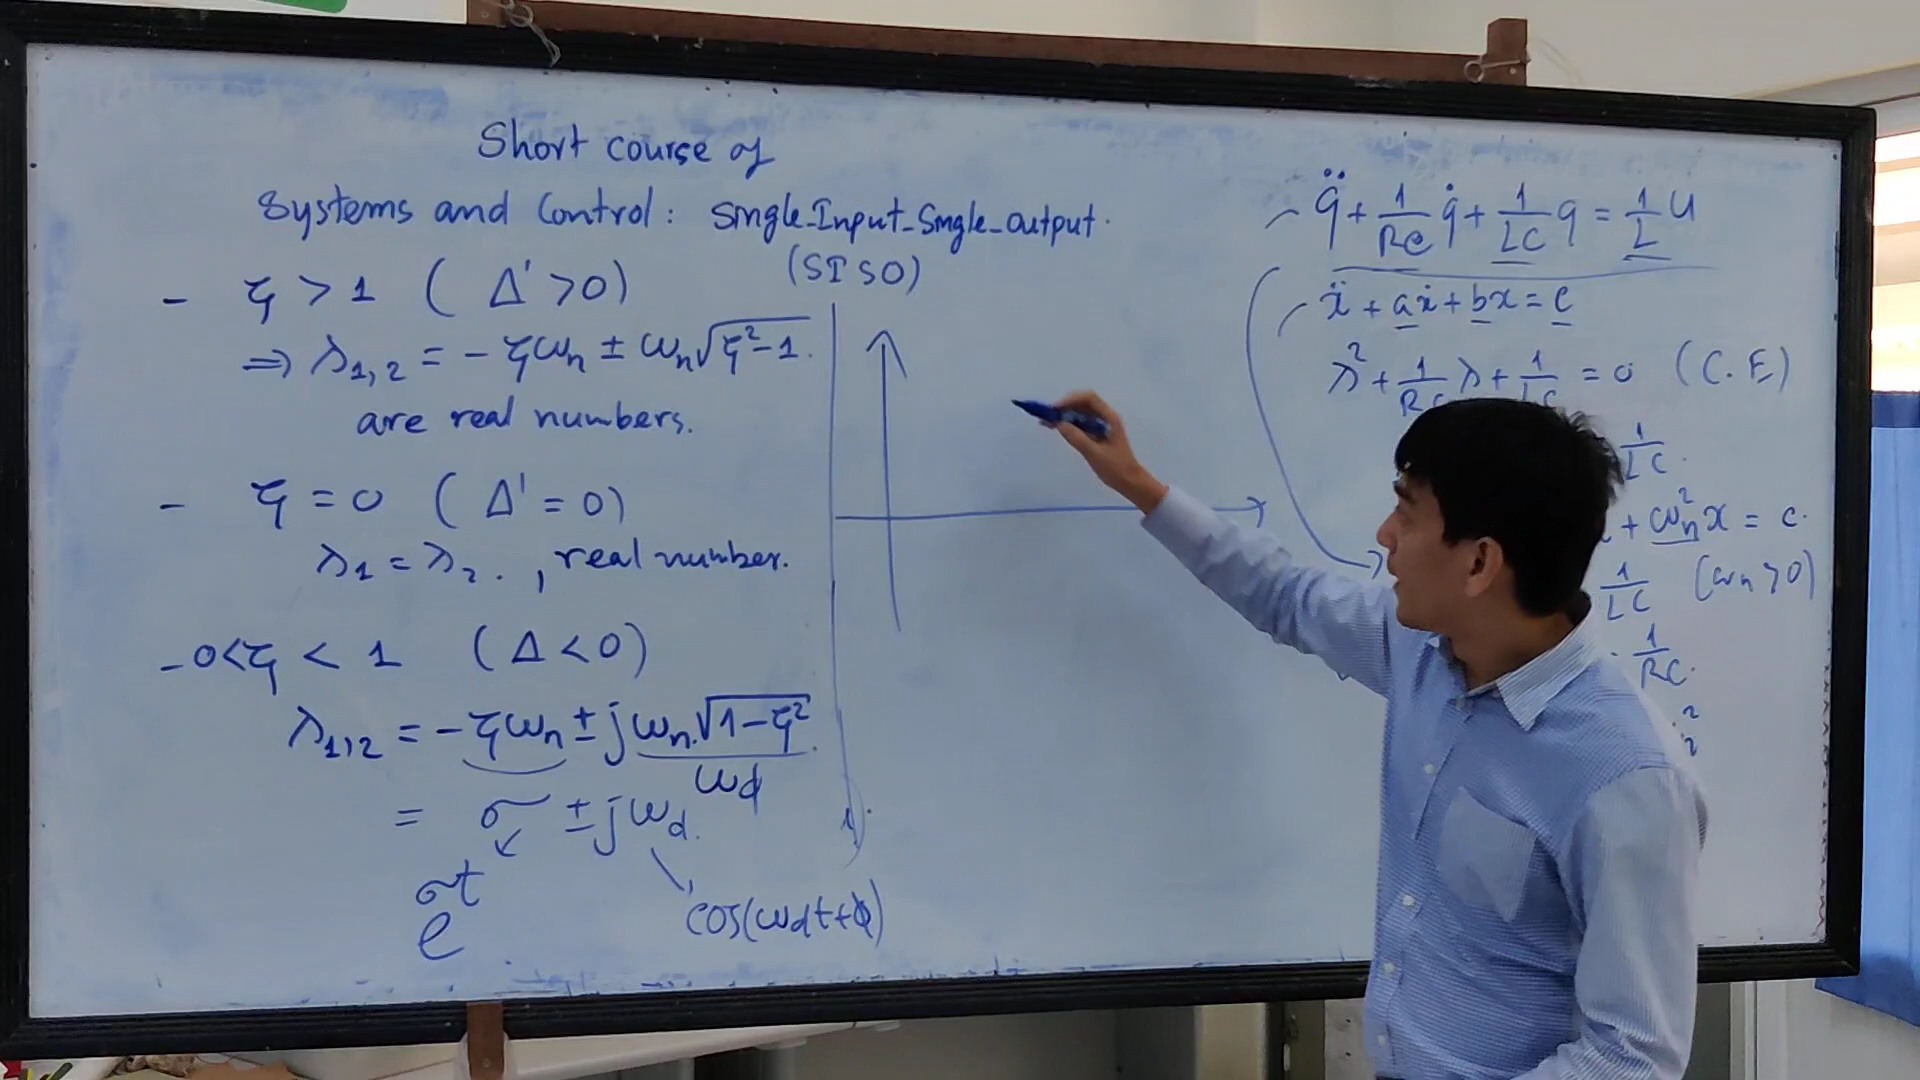 Short course of
Systems and Control: Single-Input-Single-output.
(SISO)
- ζ > 1 ( Δ' > 0)
⇒ λ1,2 = - ζωn ± ωn√ζ²-1.
are real numbers.
- ζ = 0 ( Δ' = 0)
λ1 = λ2. , real number.
- 0<ζ < 1 ( Δ < 0)
λ1,2 = - ζωn ± jωn.√1-ζ².
ωd
= σ ± jωd.
e^σt
cos(ωdt+φ)
q̈ + 1/RC q̇ + 1/LC q = 1/L u
ẍ + aẋ + bx = c
λ² + 1/RC λ + 1/LC = 0 (C.E)
1/LC.
+ ωn²x = c.
1/LC (ωn > 0)
1/RC.